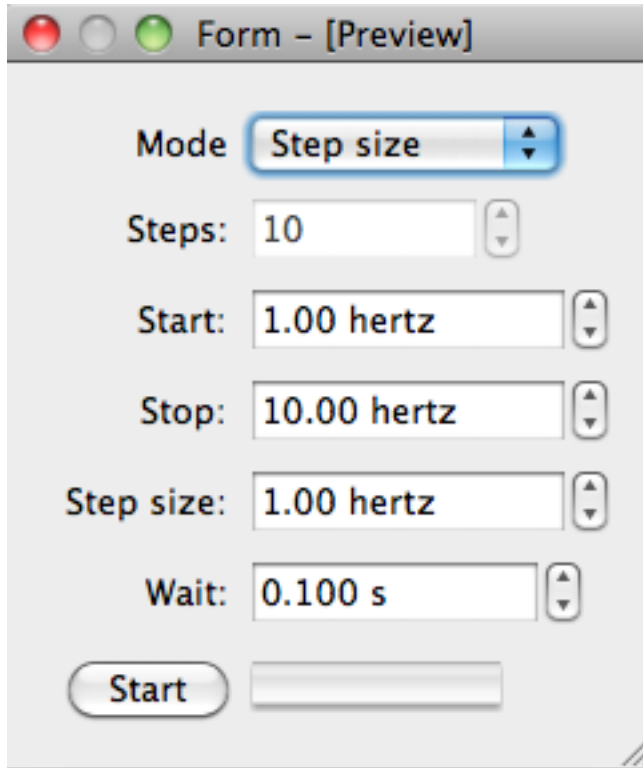 Form – [Preview]
Mode Step size
Steps: 10
Start: 1.00 hertz
Stop: 10.00 hertz
Step size: 1.00 hertz
Wait: 0.100 s
Start